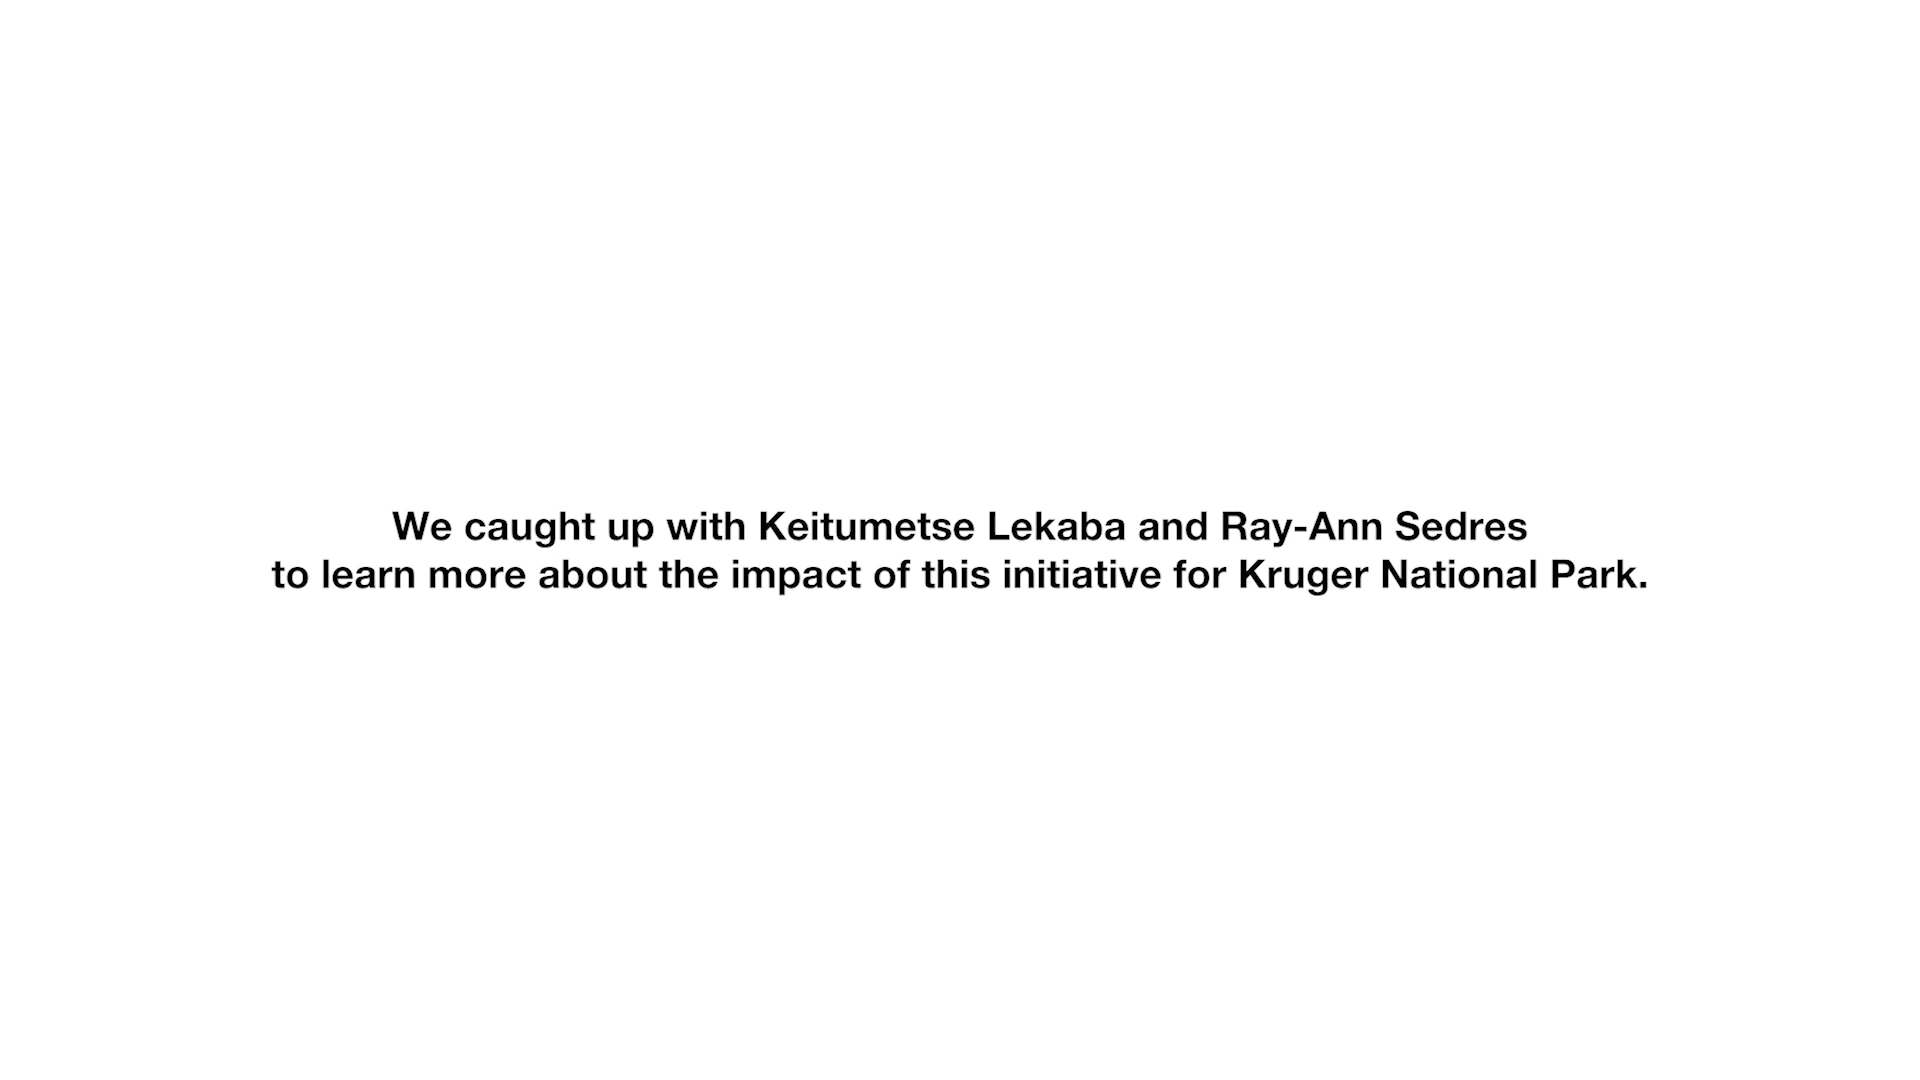 We caught up with Keitumetse Lekaba and Ray-Ann Sedres
to learn more about the impact of this initiative for Kruger National Park.